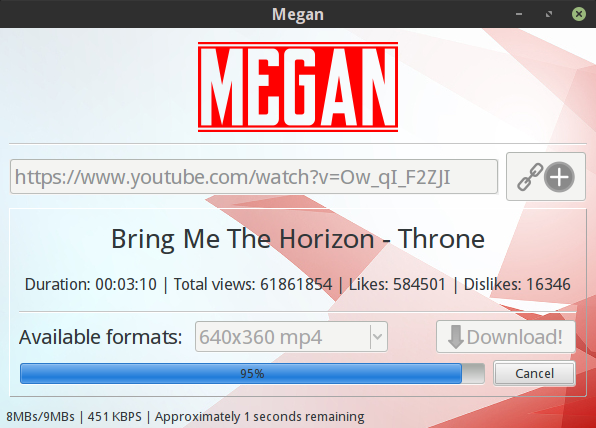 Megan
MEGAN
https://www.youtube.com/watch?v=Ow_qI_F2ZJI
Bring Me The Horizon - Throne
Duration: 00:03:10 | Total views: 61861854 | Likes: 584501 | Dislikes: 16346
Available formats: 640x360 mp4 Download!
95% Cancel
8MBs/9MBs | 451 KBPS | Approximately 1 seconds remaining